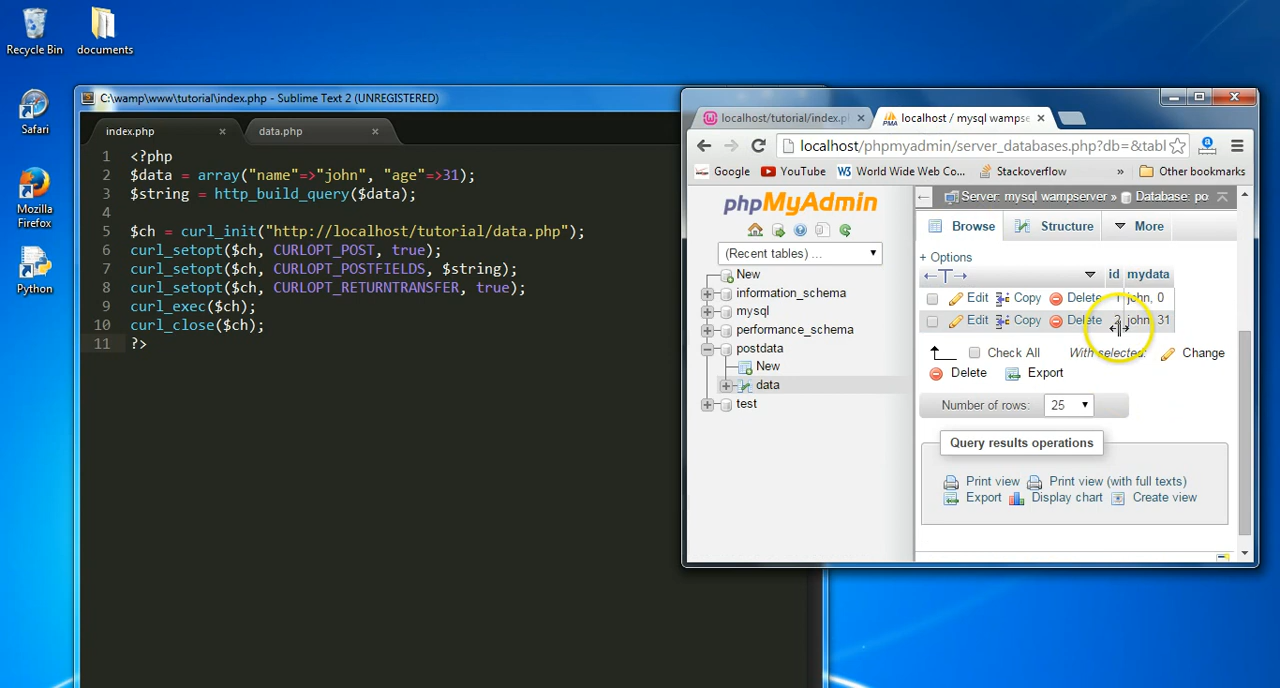 Recycle Bin
documents
Safari
Mozilla
Firefox
Python
C:\wamp\www\tutorial\index.php - Sublime Text 2 (UNREGISTERED)
index.php × data.php ×
1 <?php
2 $data = array("name"=>"john", "age"=>31);
3 $string = http_build_query($data);
4
5 $ch = curl_init("http://localhost/tutorial/data.php");
6 curl_setopt($ch, CURLOPT_POST, true);
7 curl_setopt($ch, CURLOPT_POSTFIELDS, $string);
8 curl_setopt($ch, CURLOPT_RETURNTRANSFER, true);
9 curl_exec($ch);
10 curl_close($ch);
11 ?>
localhost/tutorial/index.p × PMA localhost / mysql wampse ×
localhost/phpmyadmin/server_databases.php?db=&tabl
Google YouTube W3 World Wide Web Co... Stackoverflow » Other bookmarks
phpMyAdmin
(Recent tables) ...
New
information_schema
mysql
performance_schema
postdata
New
data
test
Server: mysql wampserver » Database: po
Browse Structure More
+ Options
←T→ id mydata
Edit Copy Delete 1 john, 0
Edit Copy Delete 2 john, 31
Check All With selected: Change
Delete Export
Number of rows: 25
Query results operations
Print view Print view (with full texts)
Export Display chart Create view